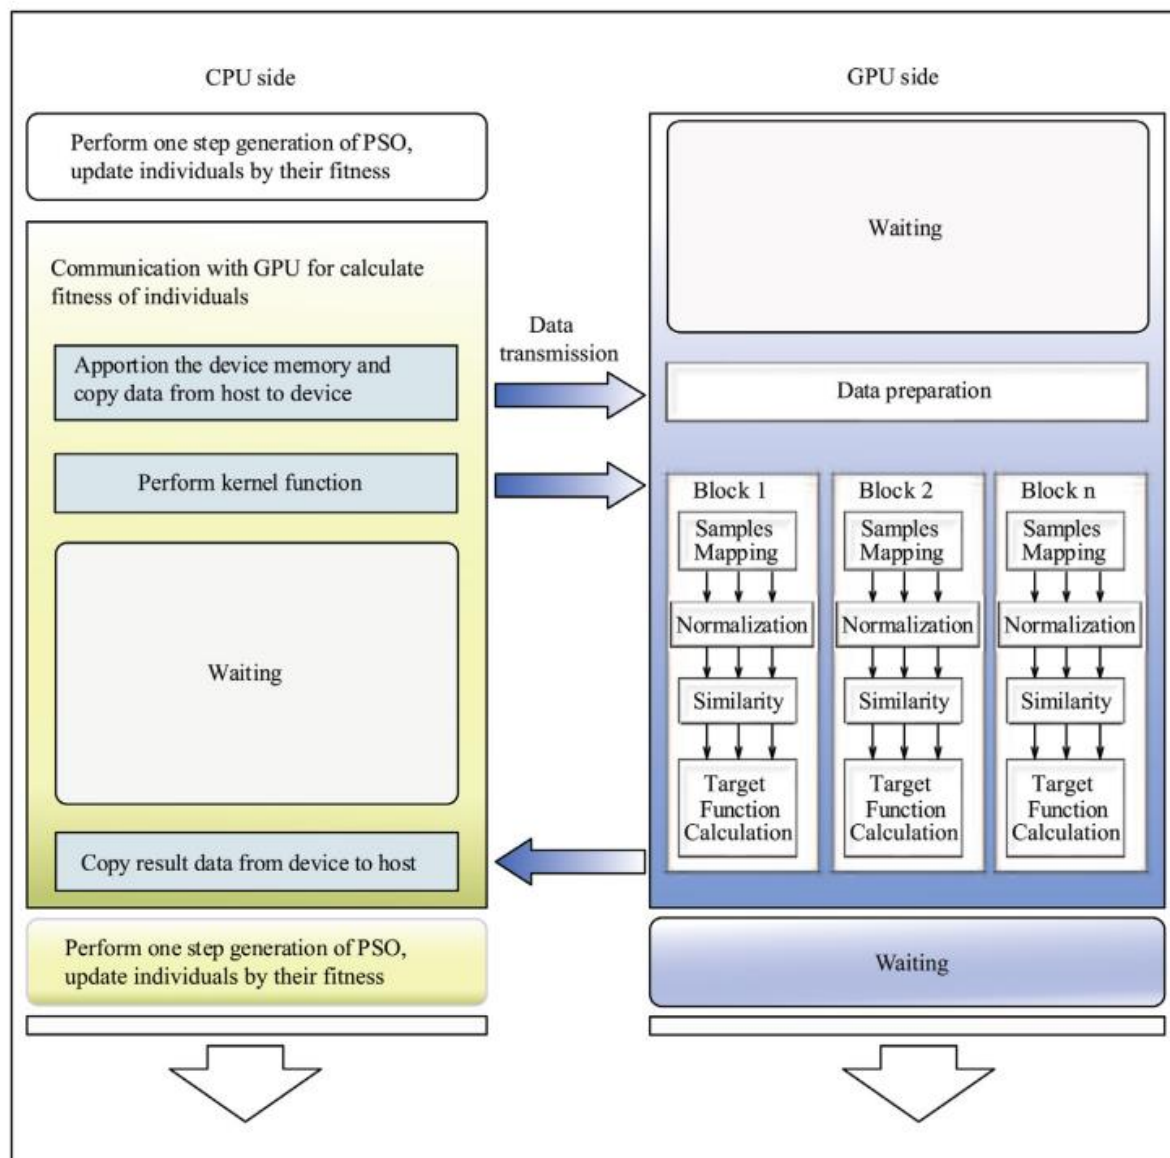 CPU side
GPU side
Perform one step generation of PSO,
update individuals by their fitness
Waiting
Communication with GPU for calculate
fitness of individuals
Data
transmission
Apportion the device memory and
copy data from host to device
Data preparation
Perform kernel function
Block 1
Samples
Mapping
Normalization
Similarity
Target
Function
Calculation
Block 2
Samples
Mapping
Normalization
Similarity
Target
Function
Calculation
Block n
Samples
Mapping
Normalization
Similarity
Target
Function
Calculation
Waiting
Copy result data from device to host
Perform one step generation of PSO,
update individuals by their fitness
Waiting